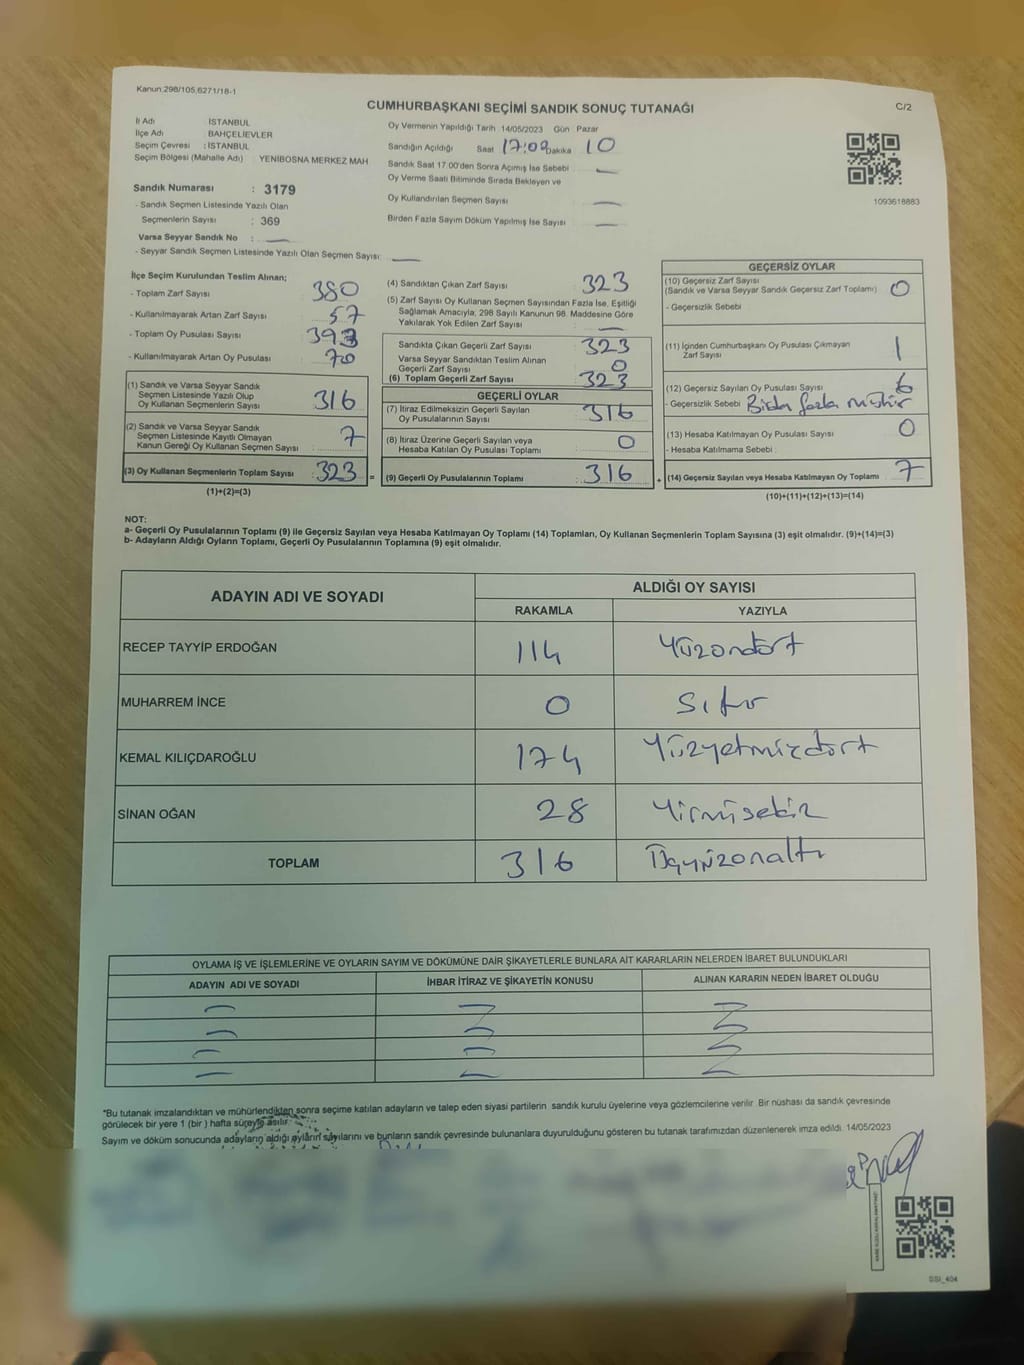 Kanun.298/105,6271/18-1
CUMHURBAŞKANI SEÇİMİ SANDIK SONUÇ TUTANAĞI
C/2
İl Adı : İSTANBUL
İlçe Adı : BAHÇELİEVLER
Seçim Çevresi : İSTANBUL
Seçim Bölgesi (Mahalle Adı) : YENİBOSNA MERKEZ MAH
Sandık Numarası : 3179
- Sandık Seçmen Listesinde Yazılı Olan
Seçmenlerin Sayısı : 369
Varsa Seyyar Sandık No : —
- Seyyar Sandık Seçmen Listesinde Yazılı Olan Seçmen Sayısı: —
Oy Vermenin Yapıldığı Tarih 14/05/2023 Gün Pazar
Sandığın Açıldığı Saat 17:00 Dakika 10
Sandık Saat 17.00'den Sonra Açımış İse Sebebi —
Oy Verme Saati Bitiminde Sırada Bekleyen ve
Oy Kullandırılan Seçmen Sayısı —
Birden Fazla Sayım Döküm Yapılmış İse Sayısı —
1093618883
İlçe Seçim Kurulundan Teslim Alınan;
- Toplam Zarf Sayısı 380
- Kullanılmayarak Artan Zarf Sayısı 57
- Toplam Oy Pusulası Sayısı 393
- Kullanılmayarak Artan Oy Pusulası 70
(1) Sandık ve Varsa Seyyar Sandık
Seçmen Listesinde Yazılı Olup
Oy Kullanan Seçmenlerin Sayısı 316
(2) Sandık ve Varsa Seyyar Sandık
Seçmen Listesinde Kayıtlı Olmayan
Kanun Gereği Oy Kullanan Seçmen Sayısı 7
(3) Oy Kullanan Seçmenlerin Toplam Sayısı 323 =
(1)+(2)=(3)
(4) Sandıktan Çıkan Zarf Sayısı 323
(5) Zarf Sayısı Oy Kullanan Seçmen Sayısından Fazla İse, Eşitliği
Sağlamak Amacıyla, 298 Sayılı Kanunun 98. Maddesine Göre
Yakılarak Yok Edilen Zarf Sayısı —
Sandıkta Çıkan Geçerli Zarf Sayısı 323
Varsa Seyyar Sandıktan Teslim Alınan
Geçerli Zarf Sayısı 0
(6) Toplam Geçerli Zarf Sayısı 323
GEÇERLİ OYLAR
(7) İtiraz Edilmeksizin Geçerli Sayılan
Oy Pusulalarının Sayısı 316
(8) İtiraz Üzerine Geçerli Sayılan veya
Hesaba Katılan Oy Pusulası Toplamı 0
(9) Geçerli Oy Pusulalarının Toplamı 316 +
GEÇERSİZ OYLAR
(10) Geçersiz Zarf Sayısı
(Sandık ve Varsa Seyyar Sandık Geçersiz Zarf Toplamı) 0
- Geçersizlik Sebebi :
(11) İçinden Cumhurbaşkanı Oy Pusulası Çıkmayan
Zarf Sayısı 1
(12) Geçersiz Sayılan Oy Pusulası Sayısı 6
- Geçersizlik Sebebi fazla mühür
(13) Hesaba Katılmayan Oy Pusulası Sayısı 0
- Hesaba Katılmama Sebebi :
(14) Geçersiz Sayılan veya Hesaba Katılmayan Oy Toplamı 7
(10)+(11)+(12)+(13)=(14)
NOT:
a- Geçerli Oy Pusulalarının Toplamı (9) ile Geçersiz Sayılan veya Hesaba Katılmayan Oy Toplamı (14) Toplamları, Oy Kullanan Seçmenlerin Toplam Sayısına (3) eşit olmalıdır. (9)+(14)=(3)
b- Adayların Aldığı Oyların Toplamı, Geçerli Oy Pusulalarının Toplamına (9) eşit olmalıdır.
ADAYIN ADI VE SOYADI
ALDIĞI OY SAYISI
RAKAMLA YAZIYLA
RECEP TAYYİP ERDOĞAN 114 Yüzondört
MUHARREM İNCE 0 Sıfır
KEMAL KILIÇDAROĞLU 174 Yüzyetmişdört
SİNAN OĞAN 28 Yirmisekiz
TOPLAM 316 Üçyüzonaltı
OYLAMA İŞ VE İŞLEMLERİNE VE OYLARIN SAYIM VE DÖKÜMÜNE DAİR ŞİKAYETLERLE BUNLARA AİT KARARLARIN NELERDEN İBARET BULUNDUKLARI
ADAYIN ADI VE SOYADI İHBAR İTİRAZ VE ŞİKAYETİN KONUSU ALINAN KARARIN NEDEN İBARET OLDUĞU
*Bu tutanak imzalandıktan ve mühürlendikten sonra seçime katılan adayların ve talep eden siyasi partilerin sandık kurulu üyelerine veya gözlemcilerine verilir. Bir nüshası da sandık çevresinde
görülecek bir yere 1 (bir ) hafta süreyle asılır.
Sayım ve döküm sonucunda adayların aldığı oyların sayılarını ve bunların sandık çevresinde bulunanlara duyurulduğunu gösteren bu tutanak tarafımızdan düzenlenerek imza edildi. 14/05/2023
DSI_404